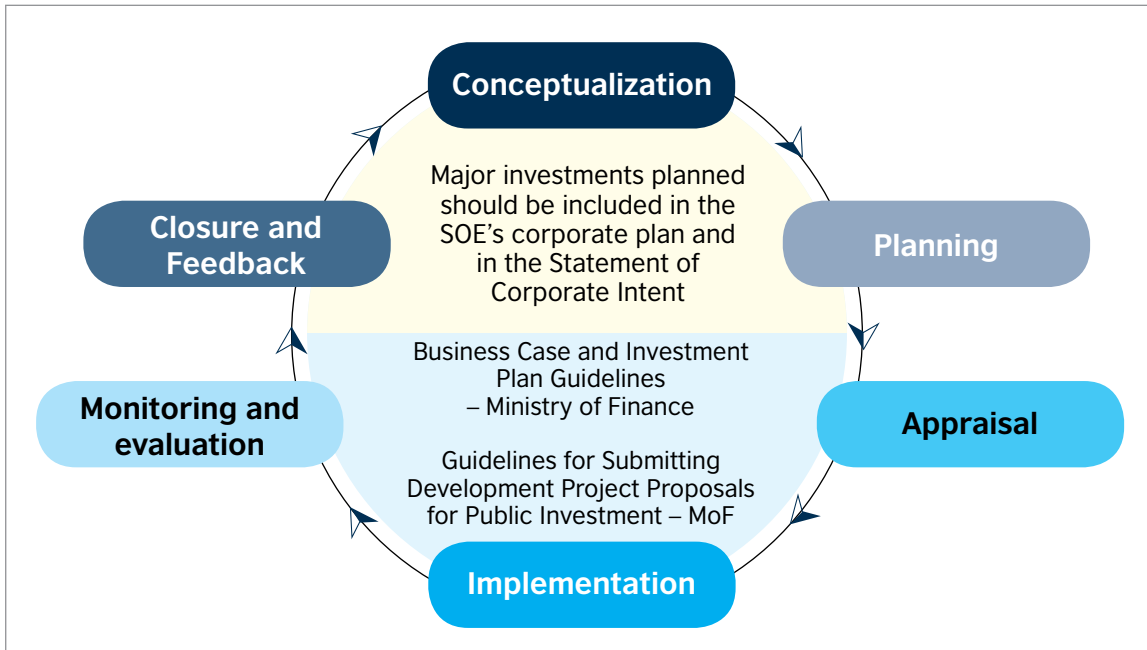 Conceptualization
Major investments planned
should be included in the
SOE's corporate plan and
in the Statement of
Corporate Intent
Closure and
Feedback
Planning
Business Case and Investment
Plan Guidelines
– Ministry of Finance
Monitoring and
evaluation
Appraisal
Guidelines for Submitting
Development Project Proposals
for Public Investment – MoF
Implementation